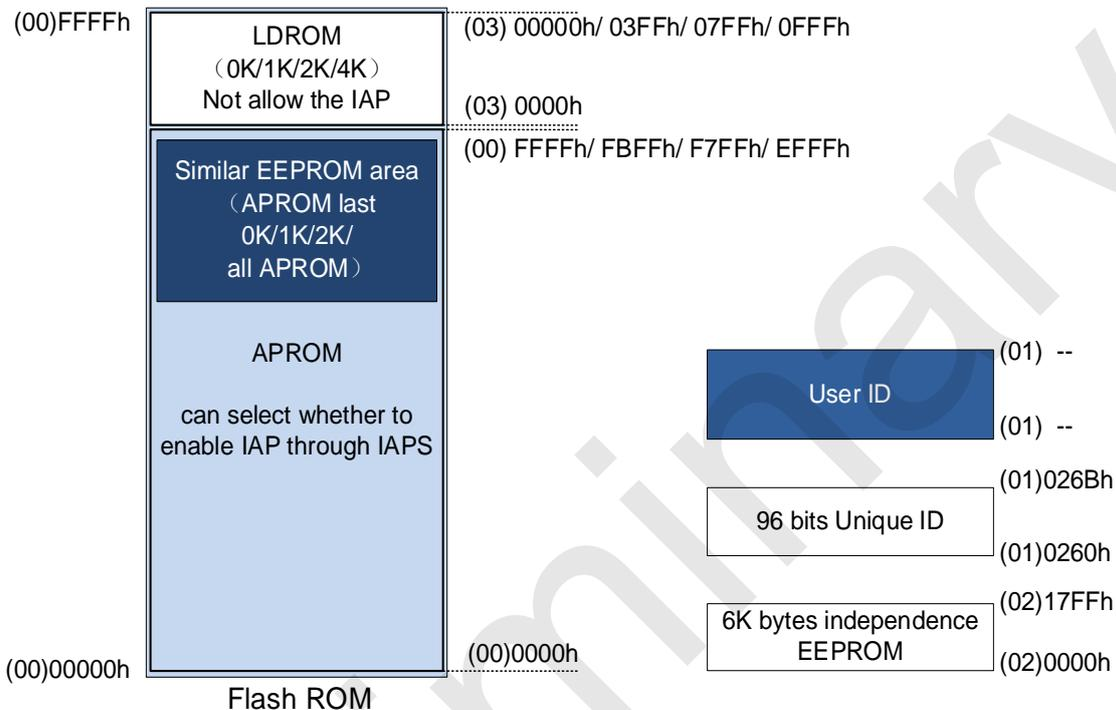 (00)FFFFh
LDROM
（0K/1K/2K/4K）
Not allow the IAP
(03) 00000h/ 03FFh/ 07FFh/ 0FFFh
(03) 0000h
(00) FFFFh/ FBFFh/ F7FFh/ EFFFh
Similar EEPROM area
（APROM last
0K/1K/2K/
all APROM）
APROM
can select whether to
enable IAP through IAPS
(00)00000h
(00)0000h
Flash ROM
(01) --
User ID
(01) --
(01)026Bh
96 bits Unique ID
(01)0260h
(02)17FFh
6K bytes independence
EEPROM
(02)0000h